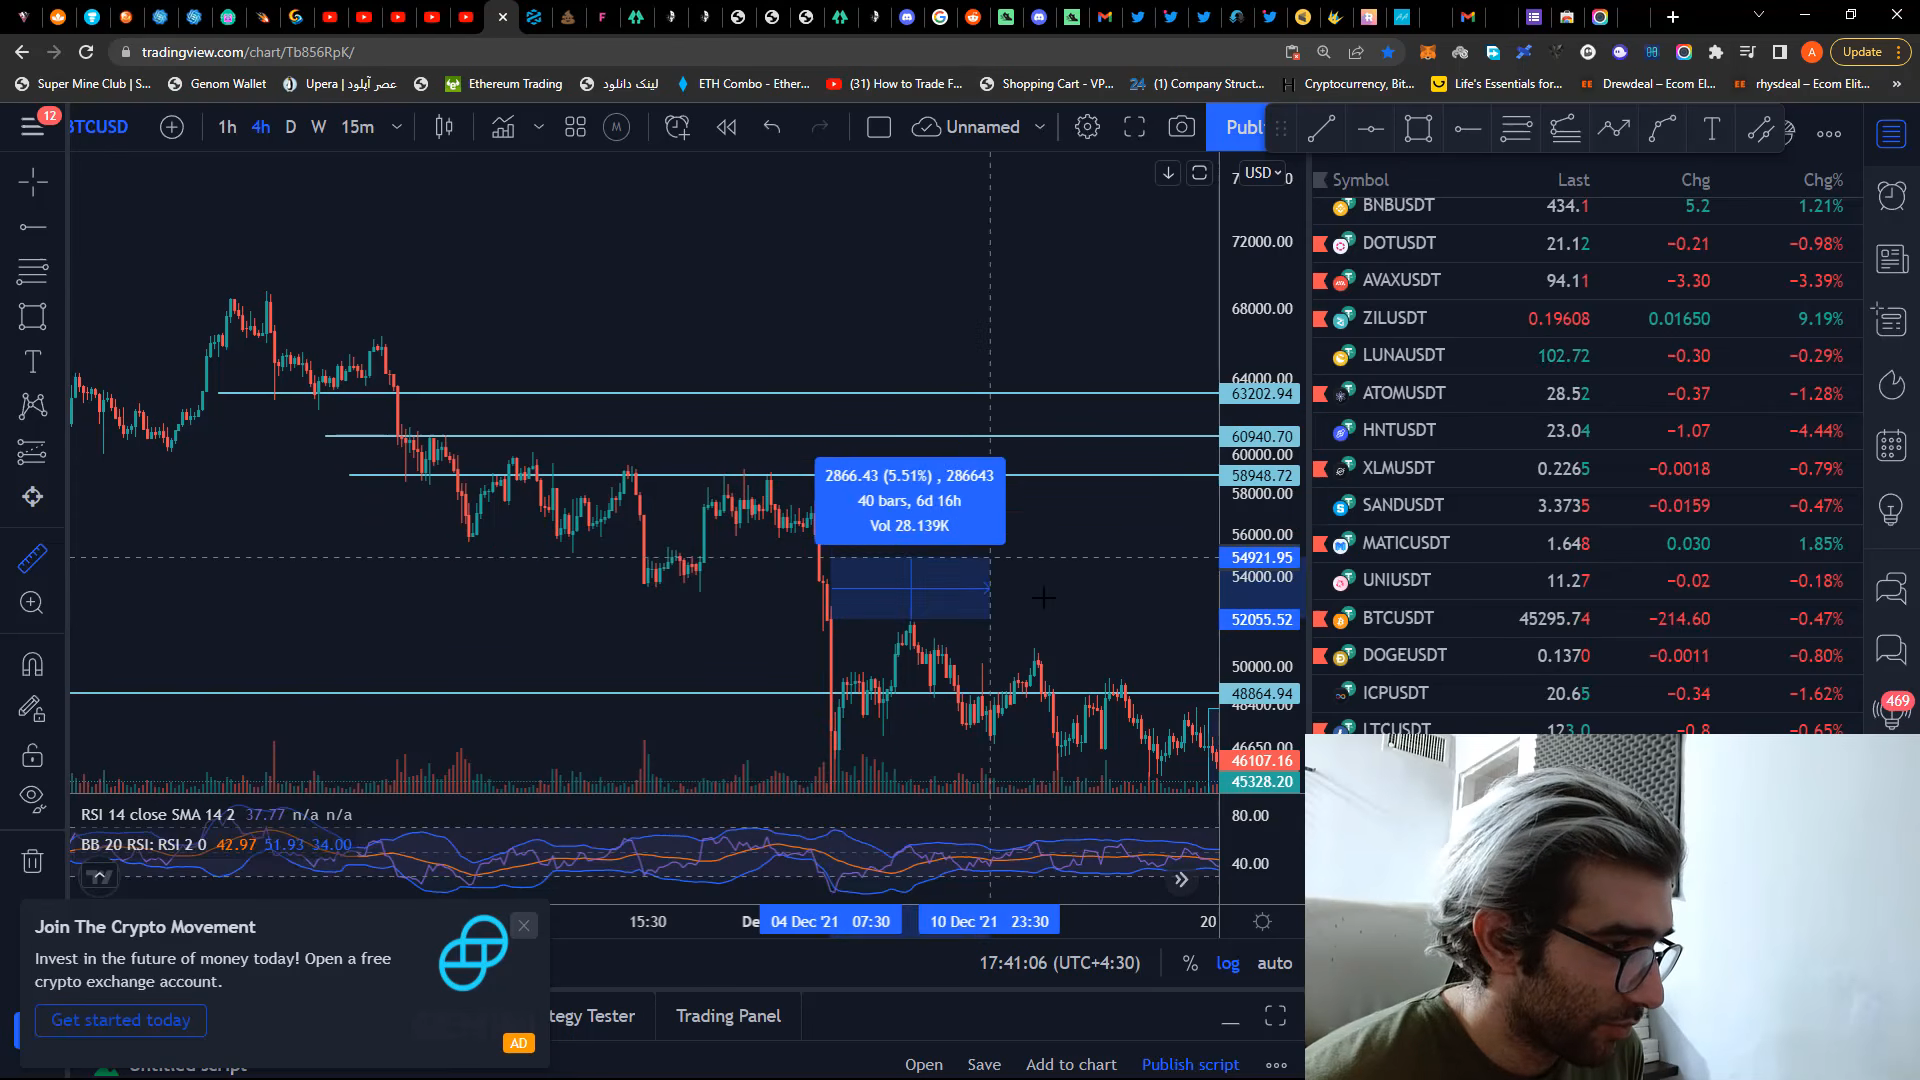 tradingview.com/chart/Tb856RpK/
A
Update
Super Mine Club | S...
Genom Wallet
Upera | عصر آپلود
Ethereum Trading
لینک دانلود
ETH Combo - Ether...
(31) How to Trade F...
Shopping Cart - VP...
24 (1) Company Struct...
Cryptocurrency, Bit...
Life's Essentials for...
EE Drewdeal – Ecom Elit...
EE rhysdeal – Ecom Elit...
»
12
BTCUSD
1h
4h
D
W
15m
M
Unnamed
Publ
USD
72000.00
68000.00
64000.00
63202.94
60940.70
60000.00
58948.72
58000.00
56000.00
54921.95
54000.00
52055.52
50000.00
48864.94
48400.00
46650.00
46107.16
45328.20
80.00
40.00
2866.43 (5.51%) , 286643
40 bars, 6d 16h
Vol 28.139K
RSI 14 close SMA 14 2 37.77 n/a n/a
BB 20 RSI: RSI 2 0 42.97 51.93 34.00
15:30
De
04 Dec '21 07:30
10 Dec '21 23:30
20
17:41:06 (UTC+4:30)
%
log
auto
Symbol Last Chg Chg%
BNBUSDT 434.1 5.2 1.21%
DOTUSDT 21.12 −0.21 −0.98%
AVAXUSDT 94.11 −3.30 −3.39%
ZILUSDT 0.19608 0.01650 9.19%
LUNAUSDT 102.72 −0.30 −0.29%
ATOMUSDT 28.52 −0.37 −1.28%
HNTUSDT 23.04 −1.07 −4.44%
XLMUSDT 0.2265 −0.0018 −0.79%
SANDUSDT 3.3735 −0.0159 −0.47%
MATICUSDT 1.648 0.030 1.85%
UNIUSDT 11.27 −0.02 −0.18%
BTCUSDT 45295.74 −214.60 −0.47%
DOGEUSDT 0.1370 −0.0011 −0.80%
ICPUSDT 20.65 −0.34 −1.62%
LTCUSDT 123.0 −0.8 −0.65%
469
Join The Crypto Movement
Invest in the future of money today! Open a free
crypto exchange account.
Get started today
AD
tegy Tester
Trading Panel
Untitled script
Open
Save
Add to chart
Publish script